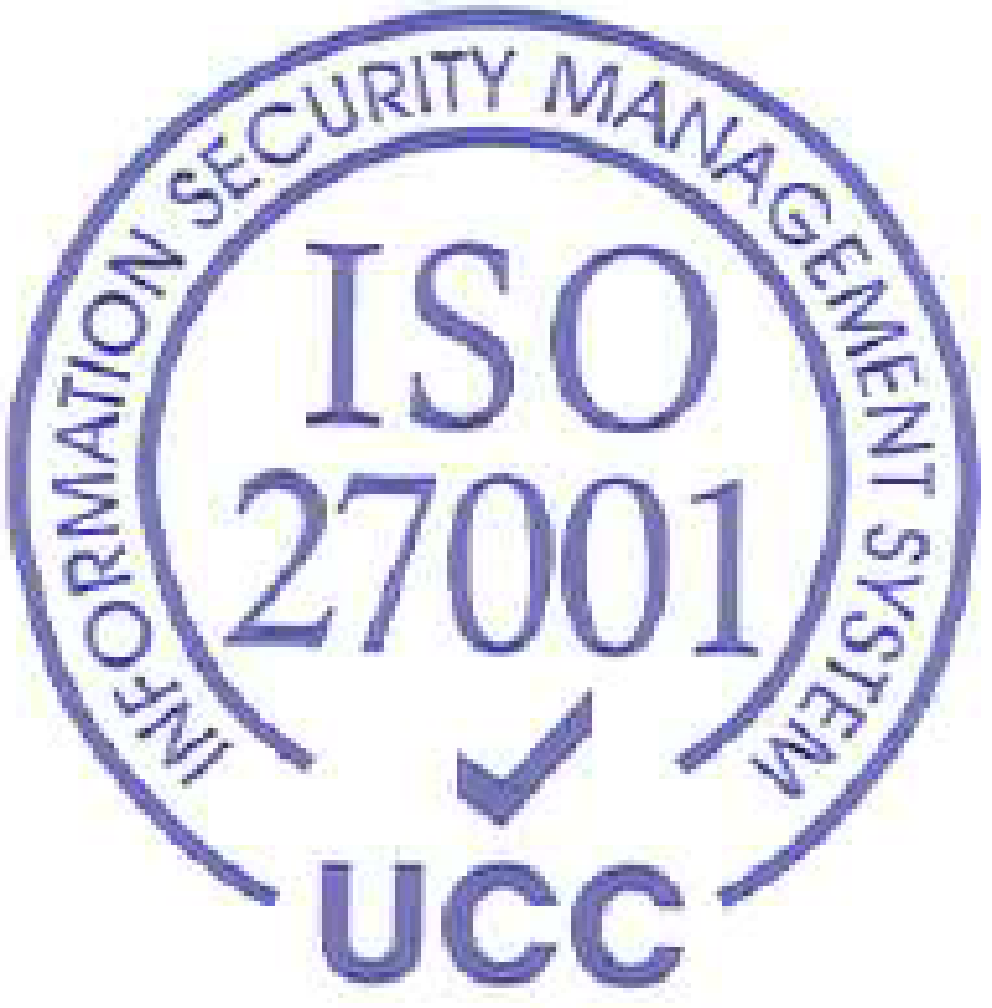 INFORMATION SECURITY MANAGEMENT SYSTEM
ISO
27001
UCC